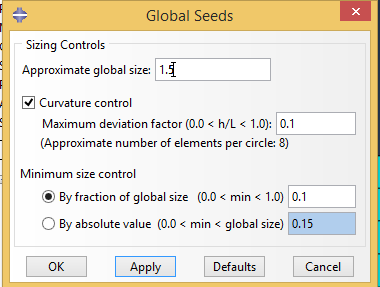 Global Seeds
Sizing Controls
Approximate global size: 1.5
Curvature control
Maximum deviation factor (0.0 < h/L < 1.0): 0.1
(Approximate number of elements per circle: 8)
Minimum size control
By fraction of global size (0.0 < min < 1.0) 0.1
By absolute value (0.0 < min < global size) 0.15
OK Apply Defaults Cancel